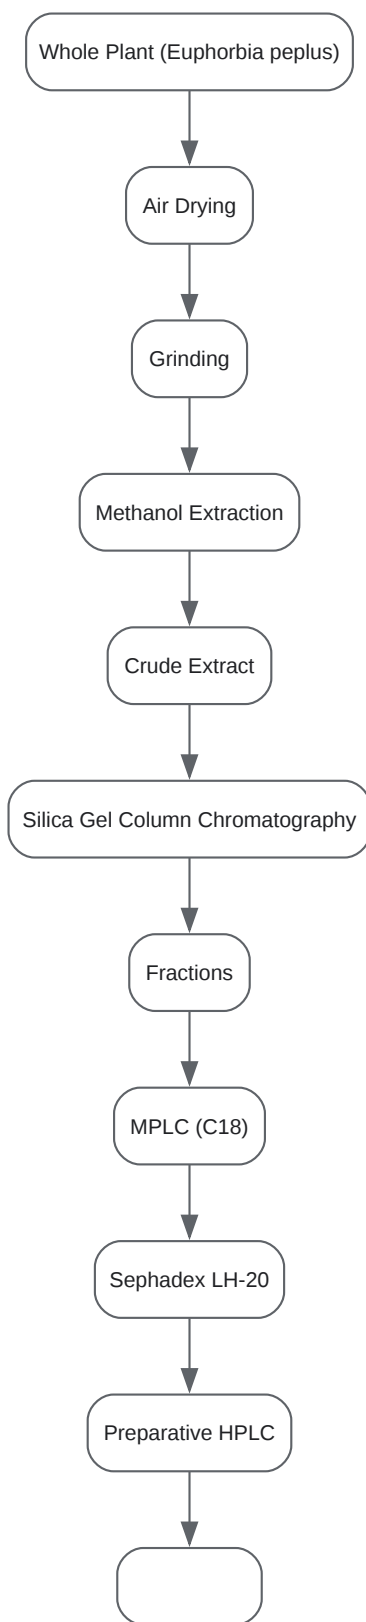 Whole Plant (Euphorbia peplus)
Air Drying
Grinding
Methanol Extraction
Crude Extract
Silica Gel Column Chromatography
Fractions
MPLC (C18)
Sephadex LH-20
Preparative HPLC